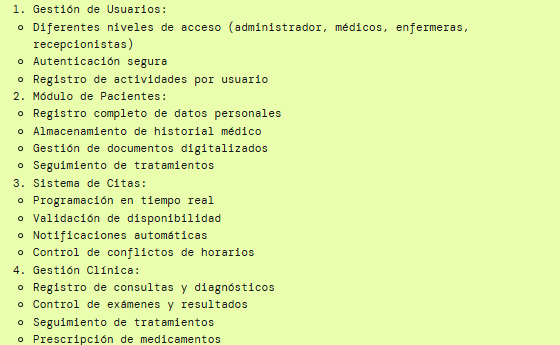 1. Gestión de Usuarios:
o Diferentes niveles de acceso (administrador, médicos, enfermeras,
recepcionistas)
o Autenticación segura
o Registro de actividades por usuario
2. Módulo de Pacientes:
o Registro completo de datos personales
o Almacenamiento de historial médico
o Gestión de documentos digitalizados
o Seguimiento de tratamientos
3. Sistema de Citas:
o Programación en tiempo real
o Validación de disponibilidad
o Notificaciones automáticas
o Control de conflictos de horarios
4. Gestión Clínica:
o Registro de consultas y diagnósticos
o Control de exámenes y resultados
o Seguimiento de tratamientos
o Prescripción de medicamentos